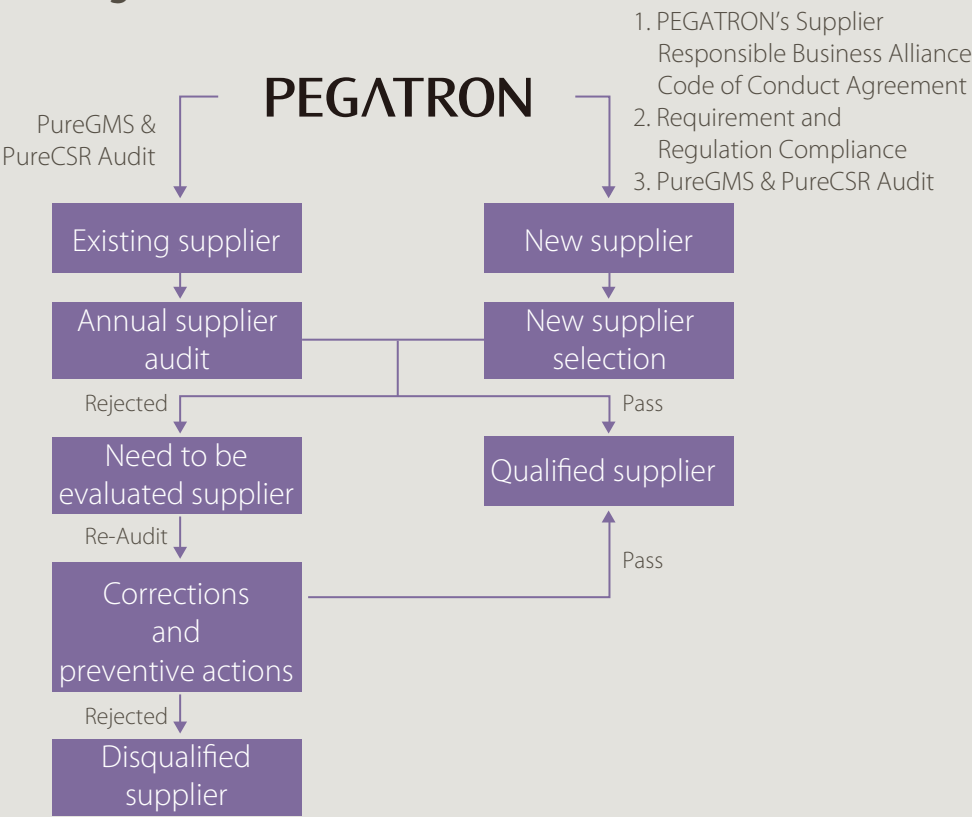 1. PEGATRON’s Supplier
Responsible Business Alliance
Code of Conduct Agreement
2. Requirement and
Regulation Compliance
3. PureGMS & PureCSR Audit
PEGATRON
PureGMS &
PureCSR Audit
Existing supplier
New supplier
Annual supplier
audit
New supplier
selection
Rejected
Pass
Need to be
evaluated supplier
Qualified supplier
Re-Audit
Pass
Corrections
and
preventive actions
Rejected
Disqualified
supplier